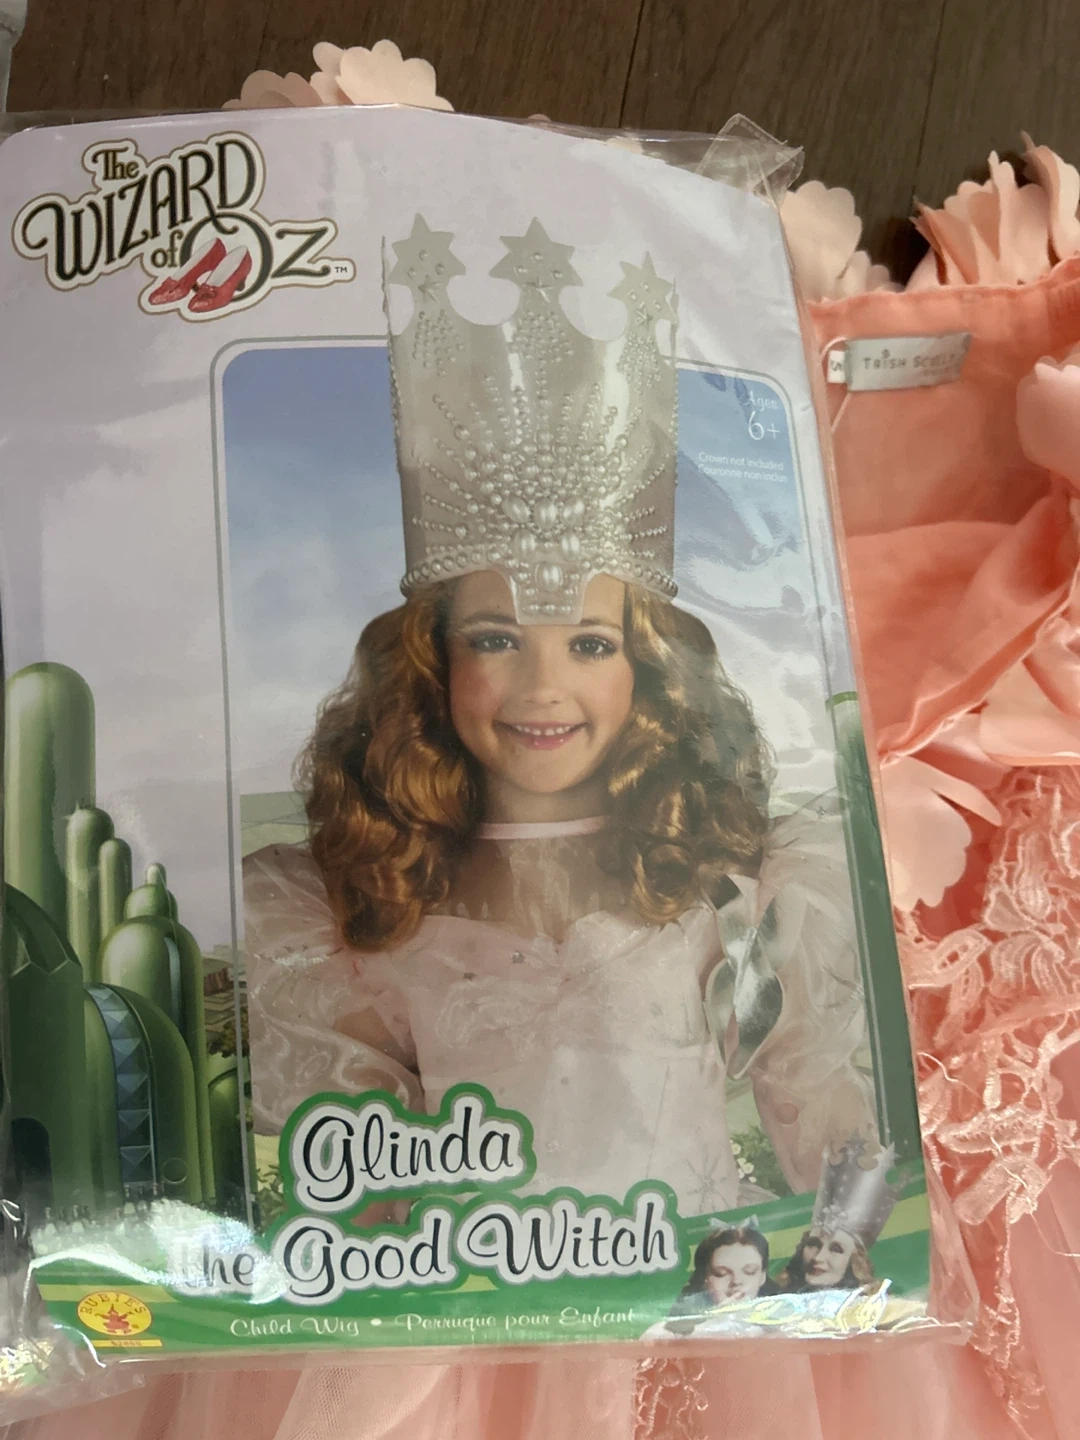 The
WIZARD
of OZ™
Ages
6+
Crown not included
Couronne non inclus
S
TRISH SCULLY
Glinda
The Good Witch
RUBIE'S
Child Wig • Perruque pour Enfant